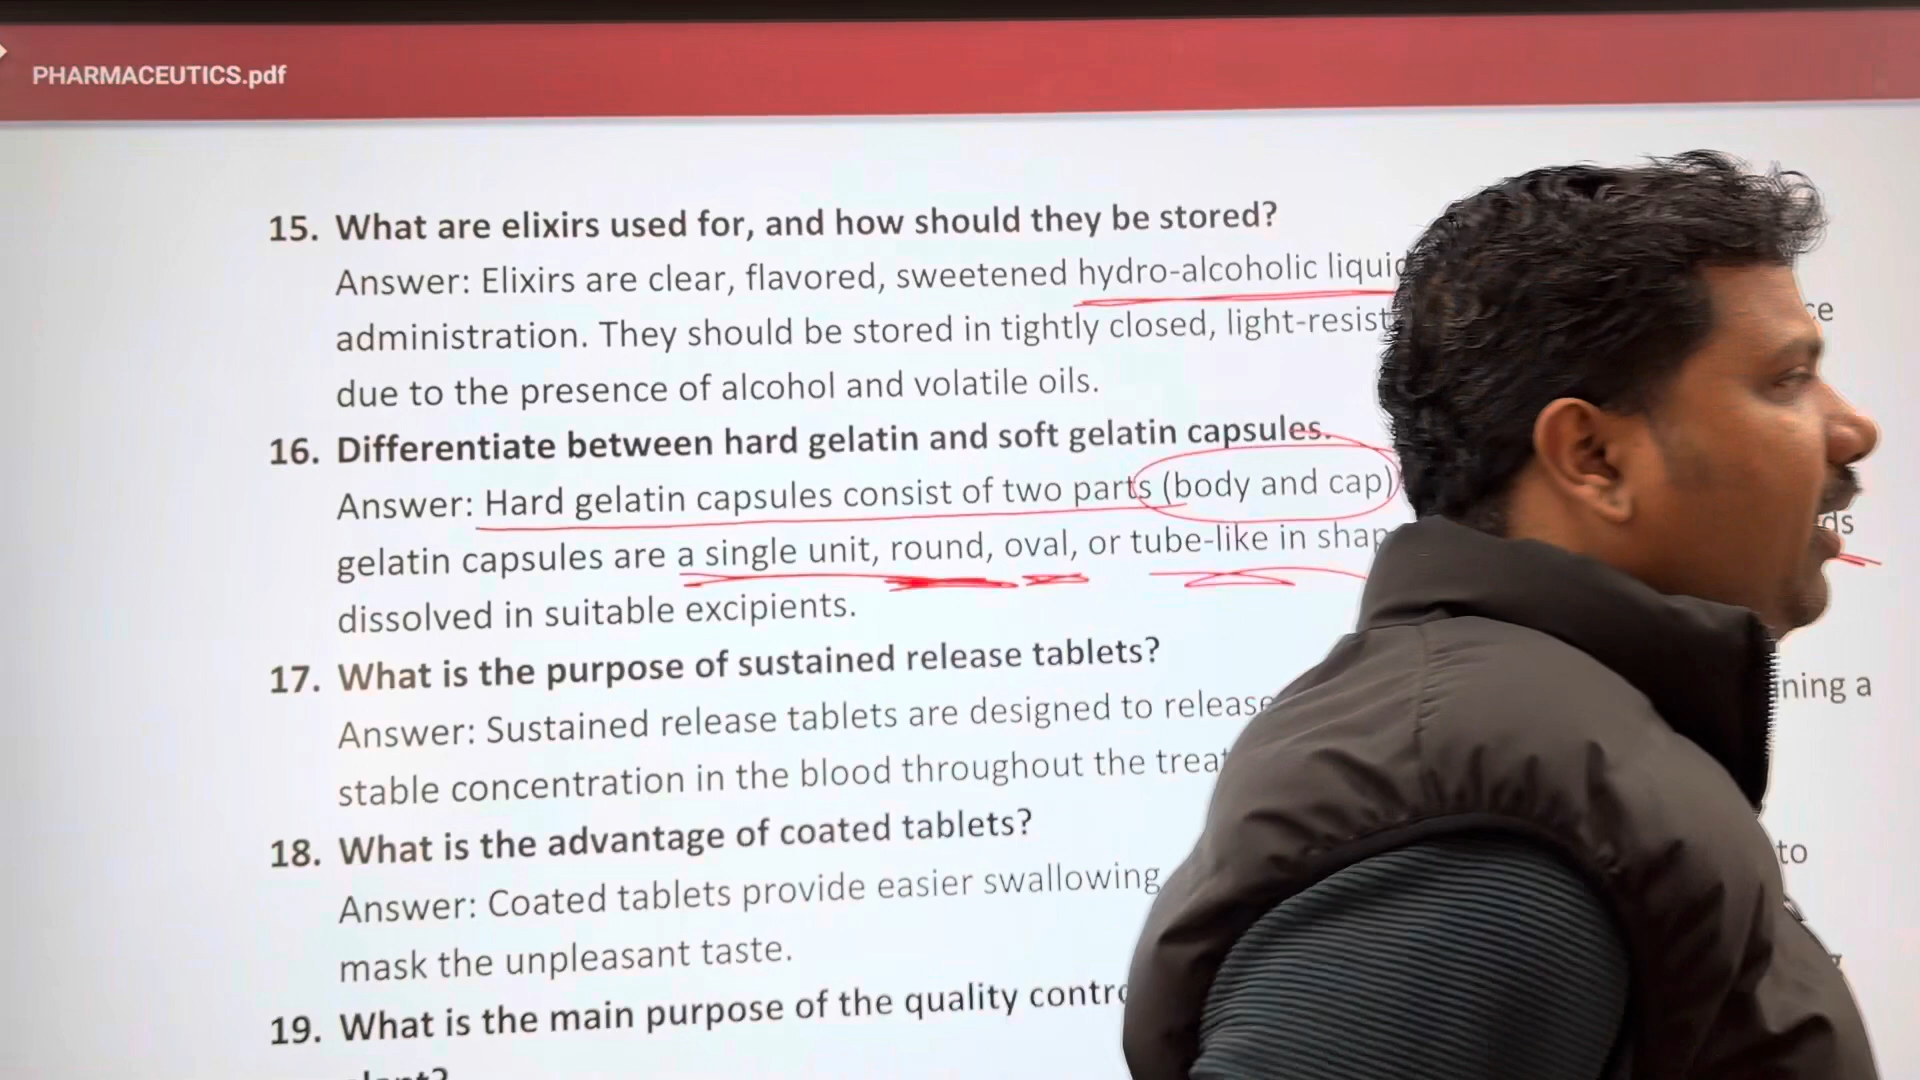 PHARMACEUTICS.pdf
15. What are elixirs used for, and how should they be stored?
Answer: Elixirs are clear, flavored, sweetened hydro-alcoholic
administration. They should be stored in tightly closed,
due to the presence of alcohol and volatile oils.
16. Differentiate between hard gelatin and soft gelatin capsules.
Answer: Hard gelatin capsules consist of two parts (body and cap)
gelatin capsules are a single unit, round, oval, or tube-like in
dissolved in suitable excipients.
17. What is the purpose of sustained release tablets?
Answer: Sustained release tablets are designed to release
a
stable concentration in the blood throughout the
18. What is the advantage of coated tablets?
Answer: Coated tablets provide easier swallowing
to
mask the unpleasant taste.
19. What is the main purpose of the quality